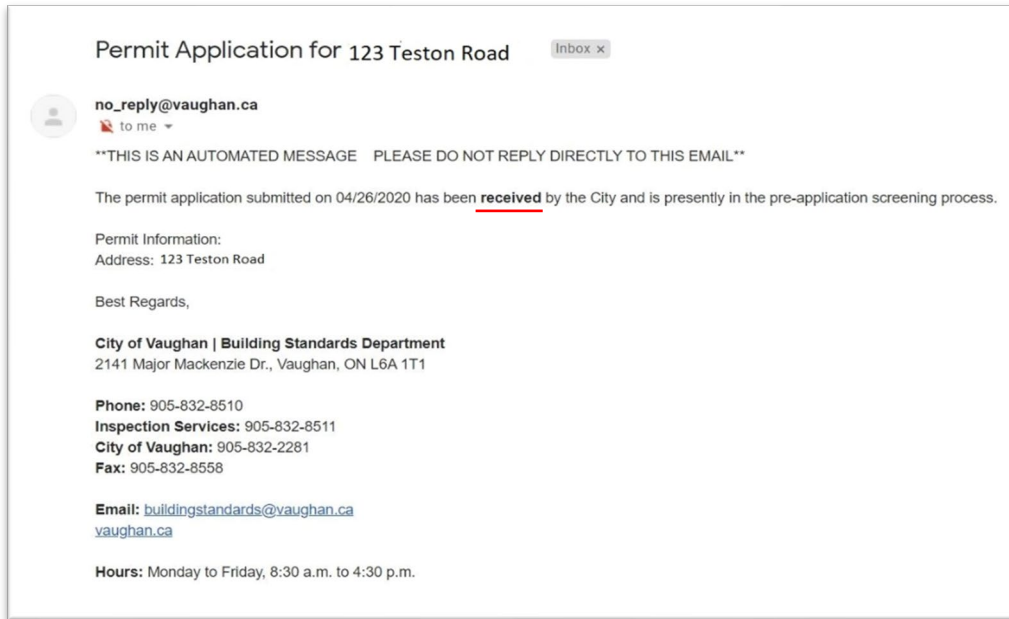 Permit Application for 123 Teston Road Inbox ×
no_reply@vaughan.ca
to me
**THIS IS AN AUTOMATED MESSAGE PLEASE DO NOT REPLY DIRECTLY TO THIS EMAIL**
The permit application submitted on 04/26/2020 has been received by the City and is presently in the pre-application screening process.
Permit Information:
Address: 123 Teston Road
Best Regards,
City of Vaughan | Building Standards Department
2141 Major Mackenzie Dr., Vaughan, ON L6A 1T1
Phone: 905-832-8510
Inspection Services: 905-832-8511
City of Vaughan: 905-832-2281
Fax: 905-832-8558
Email: buildingstandards@vaughan.ca
vaughan.ca
Hours: Monday to Friday, 8:30 a.m. to 4:30 p.m.